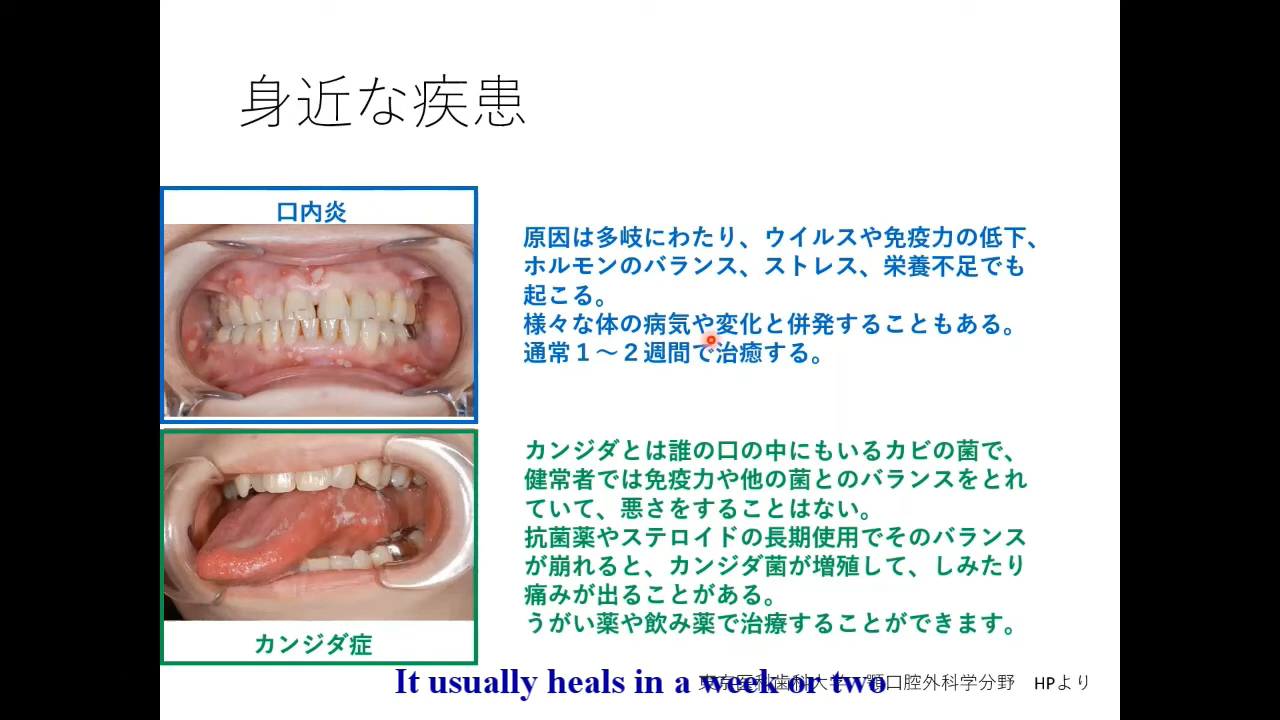 身近な疾患
口内炎
原因は多岐にわたり、ウイルスや免疫力の低下、
ホルモンのバランス、ストレス、栄養不足でも
起こる。
様々な体の病気や変化と併発することもある。
通常１～２週間で治癒する。
カンジダとは誰の口の中にもいるカビの菌で、
健常者では免疫力や他の菌とのバランスをとれ
ていて、悪さをすることはない。
抗菌薬やステロイドの長期使用でそのバランス
が崩れると、カンジダ菌が増殖して、しみたり
痛みが出ることがある。
うがい薬や飲み薬で治療することができます。
カンジダ症
東京医科歯科大学 顎口腔外科学分野　HPより
It usually heals in a week or two